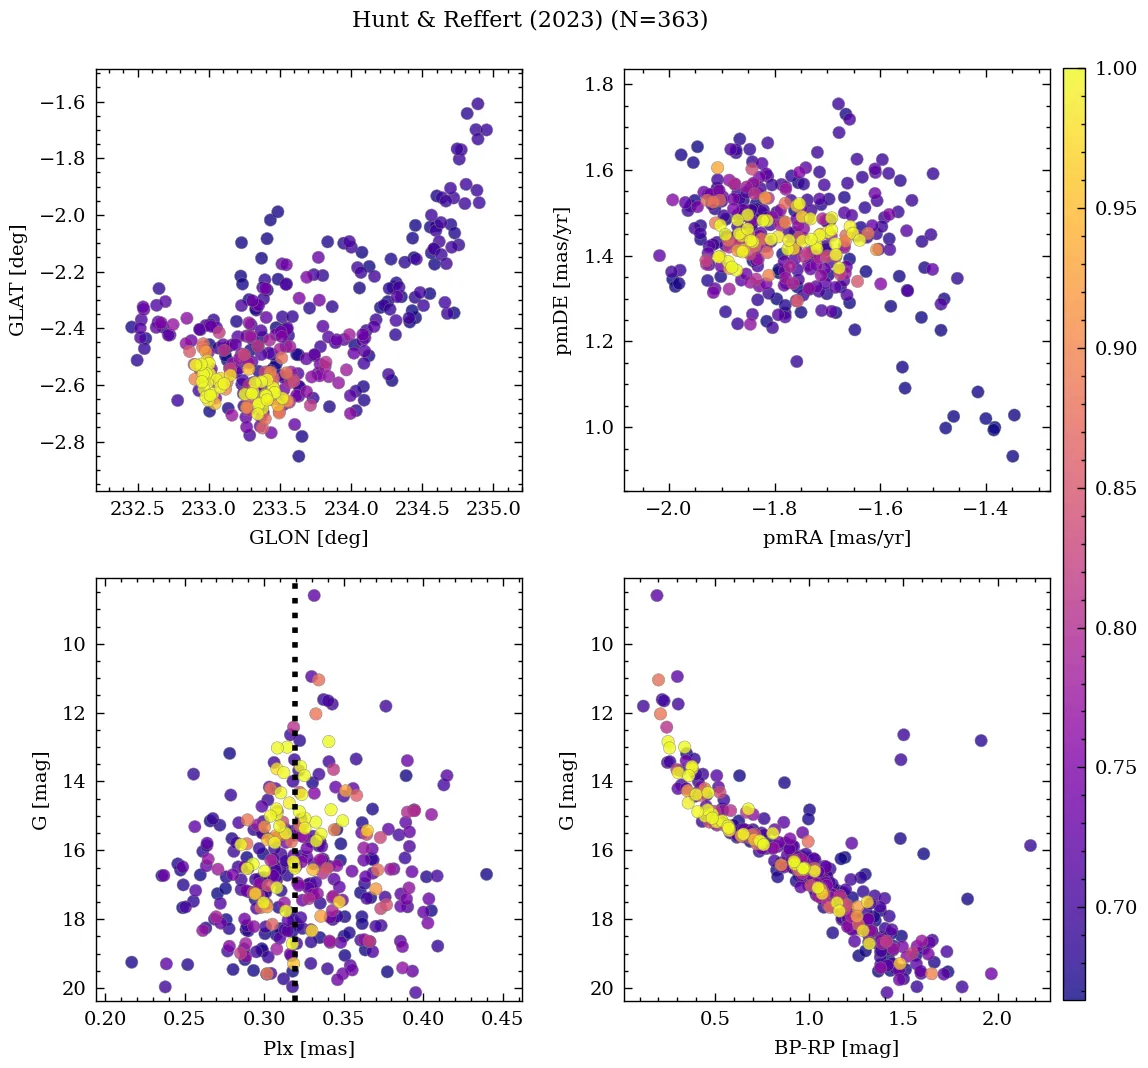 Hunt & Reffert (2023) (N=363)
GLAT [deg]
−1.6
−1.8
−2.0
−2.2
−2.4
−2.6
−2.8
232.5 233.0 233.5 234.0 234.5 235.0
GLON [deg]
pmDE [mas/yr]
1.8
1.6
1.4
1.2
1.0
−2.0 −1.8 −1.6 −1.4
pmRA [mas/yr]
G [mag]
10
12
14
16
18
20
0.20 0.25 0.30 0.35 0.40 0.45
Plx [mas]
G [mag]
10
12
14
16
18
20
0.5 1.0 1.5 2.0
BP-RP [mag]
1.00
0.95
0.90
0.85
0.80
0.75
0.70